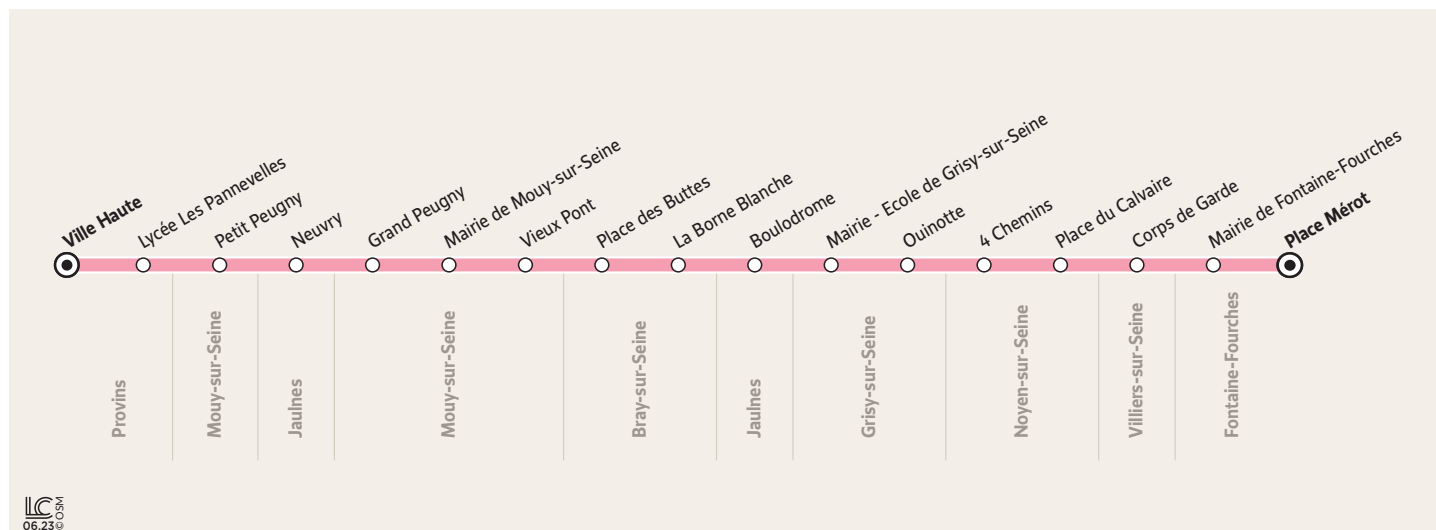 Ville Haute
Lycée Les Pannevelles
Petit Peugny
Neuvry
Grand Peugny
Mairie de Mouy-sur-Seine
Vieux Pont
Place des Buttes
La Borne Blanche
Boulodrome
Mairie - Ecole de Grisy-sur-Seine
Ouinotte
4 Chemins
Place du Calvaire
Corps de Garde
Mairie de Fontaine-Fourches
Place Mérot
Provins
Mouy-sur-Seine
Jaulnes
Mouy-sur-Seine
Bray-sur-Seine
Jaulnes
Grisy-sur-Seine
Noyen-sur-Seine
Villiers-sur-Seine
Fontaine-Fourches
LC
06.23
© OSM